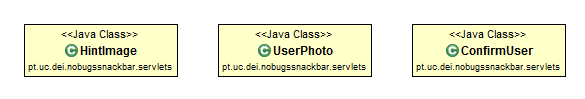 <<Java Class>>
HintImage
pt.uc.dei.nobugssnackbar.servlets
<<Java Class>>
UserPhoto
pt.uc.dei.nobugssnackbar.servlets
<<Java Class>>
ConfirmUser
pt.uc.dei.nobugssnackbar.servlets